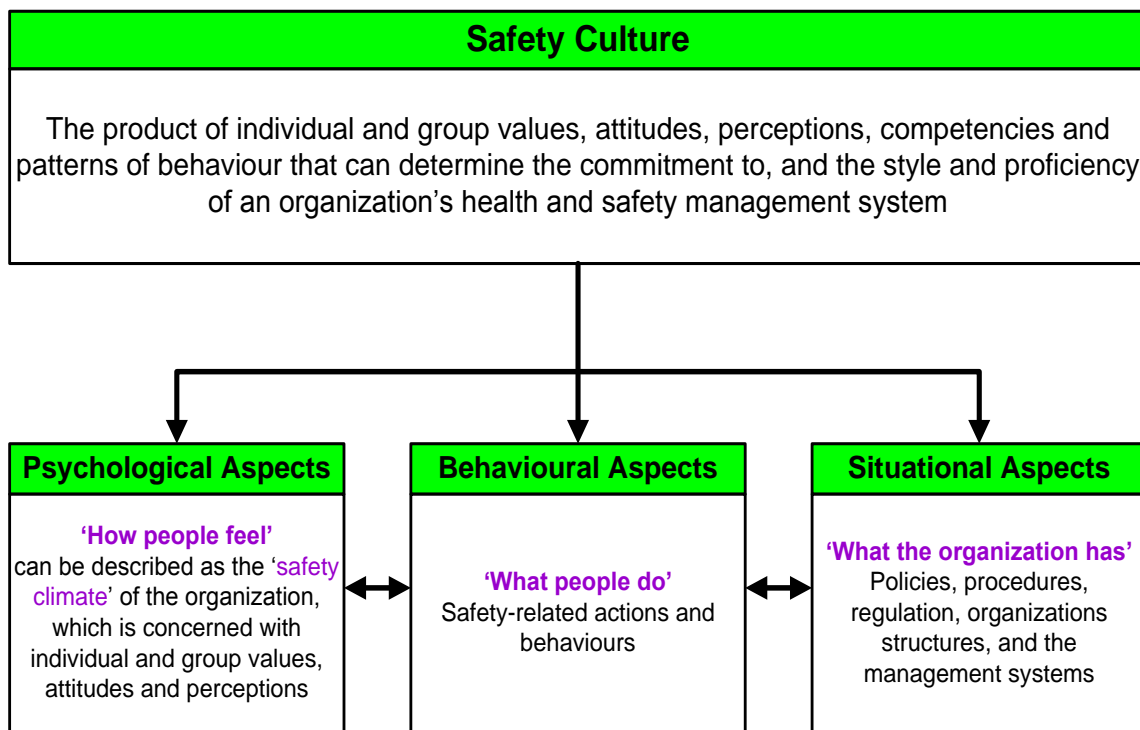 Safety Culture
The product of individual and group values, attitudes, perceptions, competencies and
patterns of behaviour that can determine the commitment to, and the style and proficiency
of an organization’s health and safety management system
Psychological Aspects
‘How people feel’
can be described as the ‘safety
climate’ of the organization,
which is concerned with
individual and group values,
attitudes and perceptions
Behavioural Aspects
‘What people do’
Safety-related actions and
behaviours
Situational Aspects
‘What the organization has’
Policies, procedures,
regulation, organizations
structures, and the
management systems